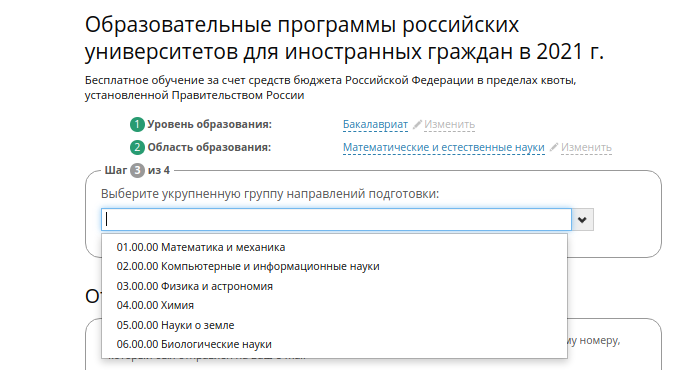 Образовательные программы российских
университетов для иностранных граждан в 2021 г.
Бесплатное обучение за счет средств бюджета Российской Федерации в пределах квоты,
установленной Правительством России
1 Уровень образования: Бакалавриат Изменить
2 Область образования: Математические и естественные науки Изменить
Шаг 3 из 4
Выберите укрупненную группу направлений подготовки:
01.00.00 Математика и механика
02.00.00 Компьютерные и информационные науки
03.00.00 Физика и астрономия
04.00.00 Химия
05.00.00 Науки о земле
06.00.00 Биологические науки
номеру,